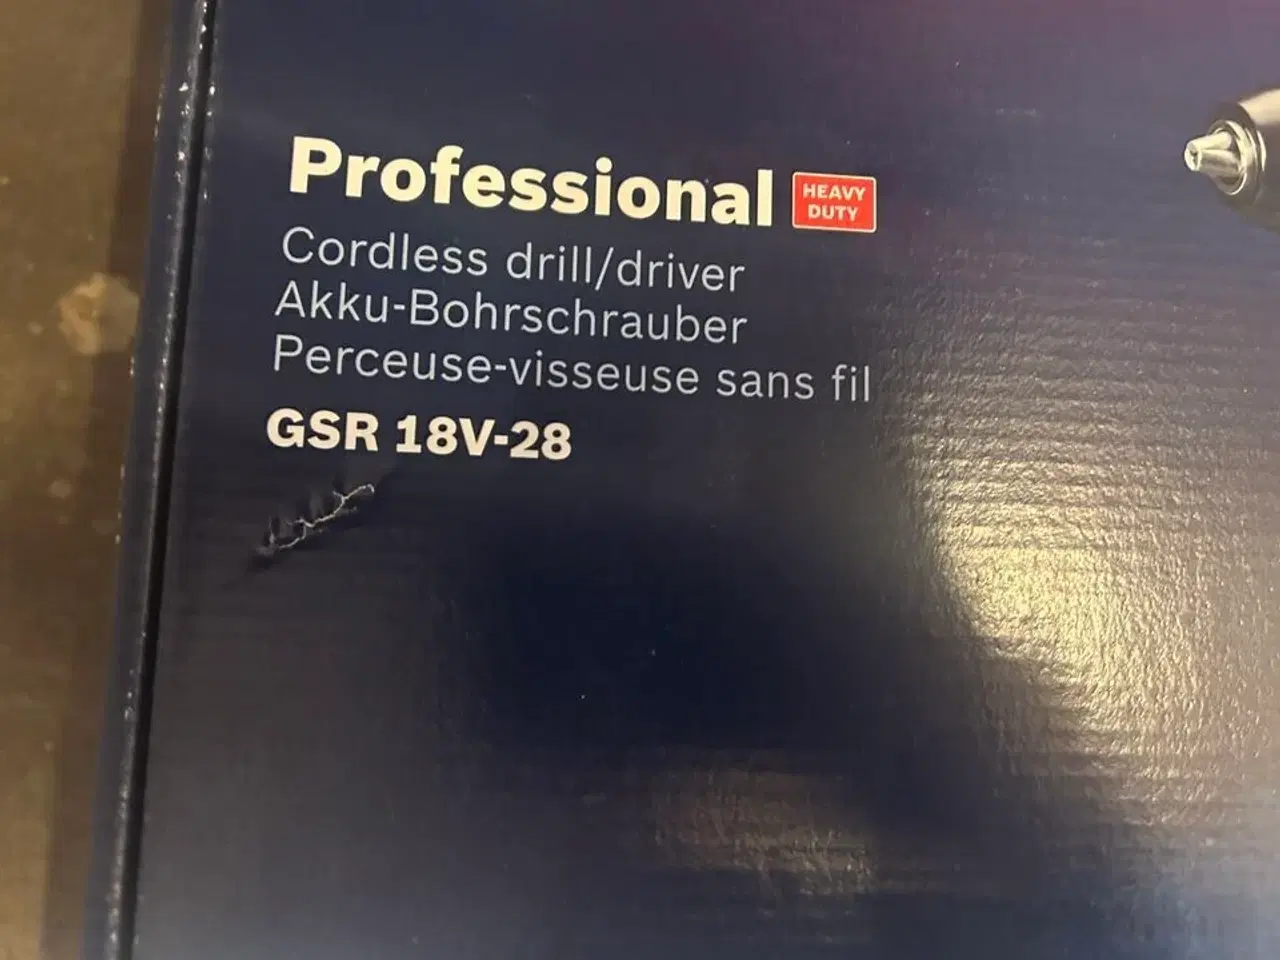 Professional HEAVY DUTY
Cordless drill/driver
Akku-Bohrschrauber
Perceuse-visseuse sans fil
GSR 18V-28